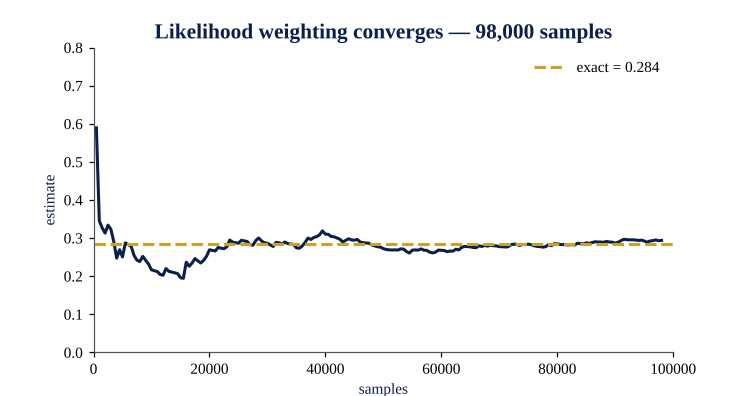 Likelihood weighting converges — 98,000 samples
exact = 0.284
0.8
0.7
0.6
0.5
0.4
0.3
0.2
0.1
0.0
estimate
0 20000 40000 60000 80000 100000
samples